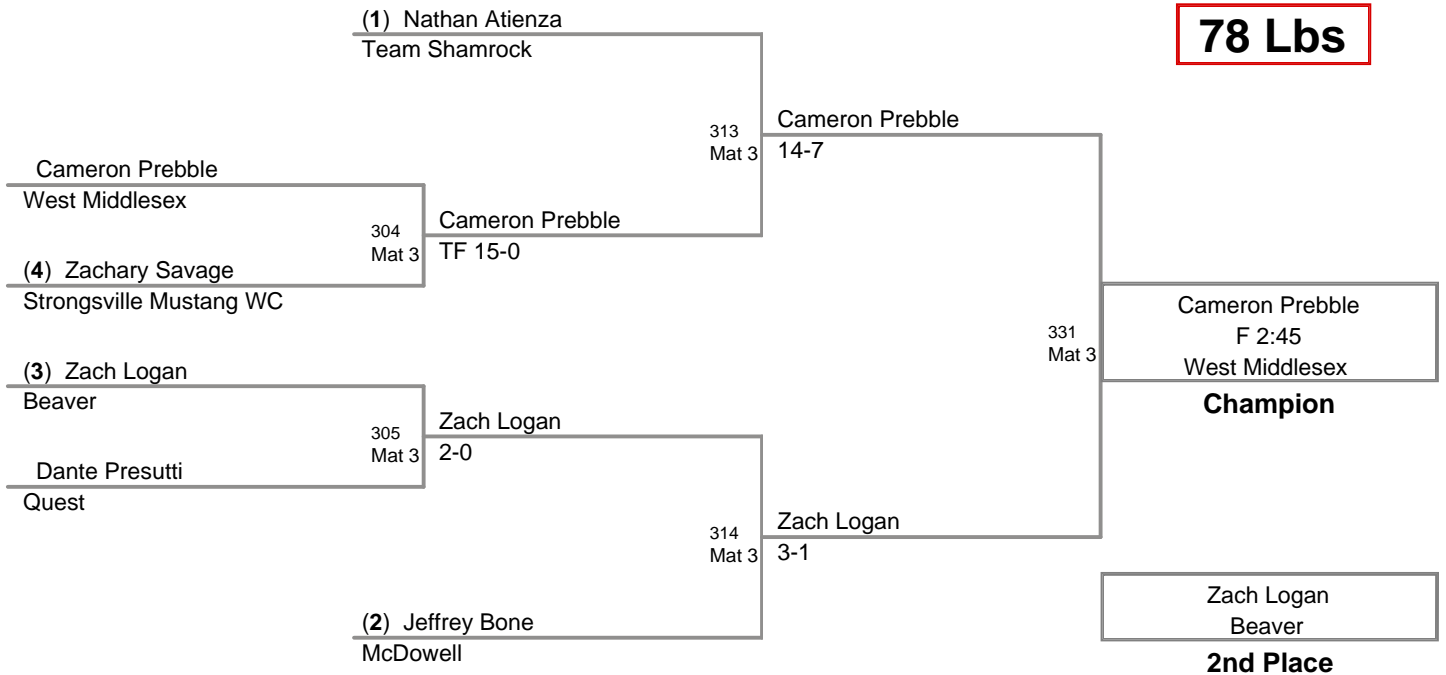 (1) Nathan Atienza
Team Shamrock
78 Lbs
313
Mat 3
Cameron Prebble
14-7
Cameron Prebble
West Middlesex
304
Mat 3
Cameron Prebble
TF 15-0
(4) Zachary Savage
Strongsville Mustang WC
331
Mat 3
Cameron Prebble
F 2:45
West Middlesex
Champion
(3) Zach Logan
Beaver
305
Mat 3
Zach Logan
2-0
Dante Presutti
Quest
314
Mat 3
Zach Logan
3-1
(2) Jeffrey Bone
McDowell
Zach Logan
Beaver
2nd Place